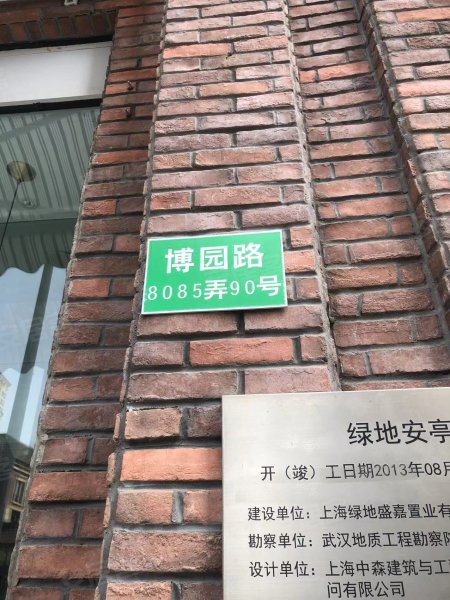 博园路
8085弄90号
绿地安亭
开（竣）工日期2013年08月
建设单位：上海绿地盛嘉置业有
勘察单位：武汉地质工程勘察
设计单位：上海中森建筑与工
问有限公司